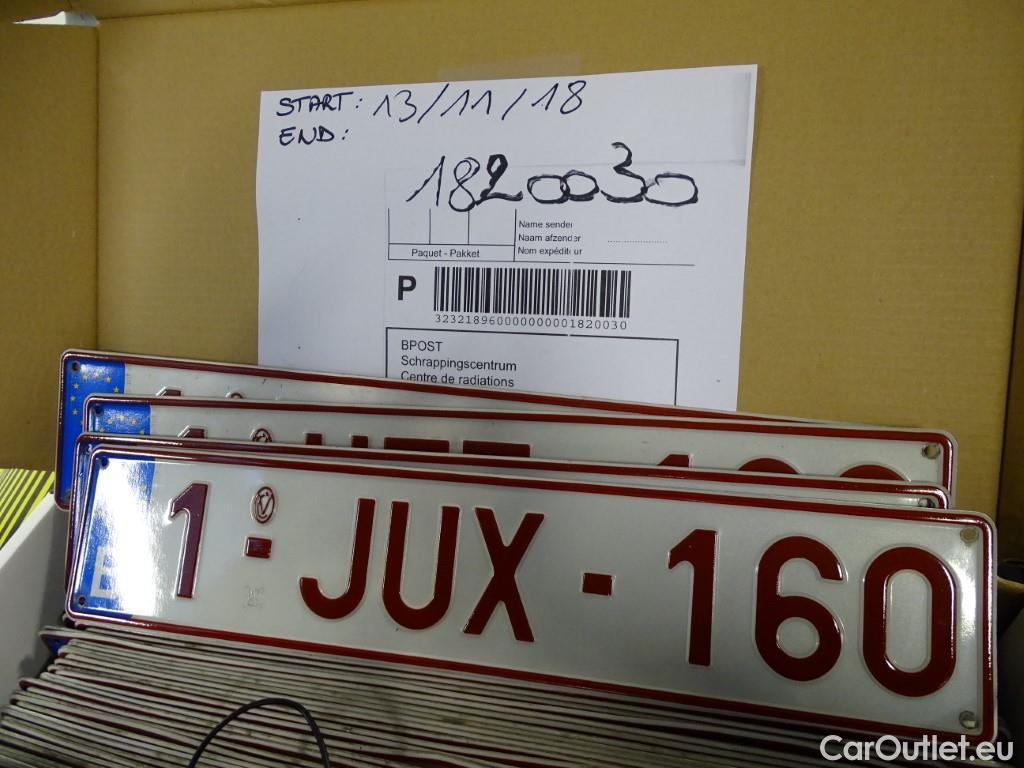 START: 13/11/18
END:
1820030
Name sender
Naam afzender
Nom expéditeur
Paquet - Pakket
P
323218960000000001820030
BPOST
Schrappingscentrum
Centre de radiations
1-JUX-160
CarOutlet.eu